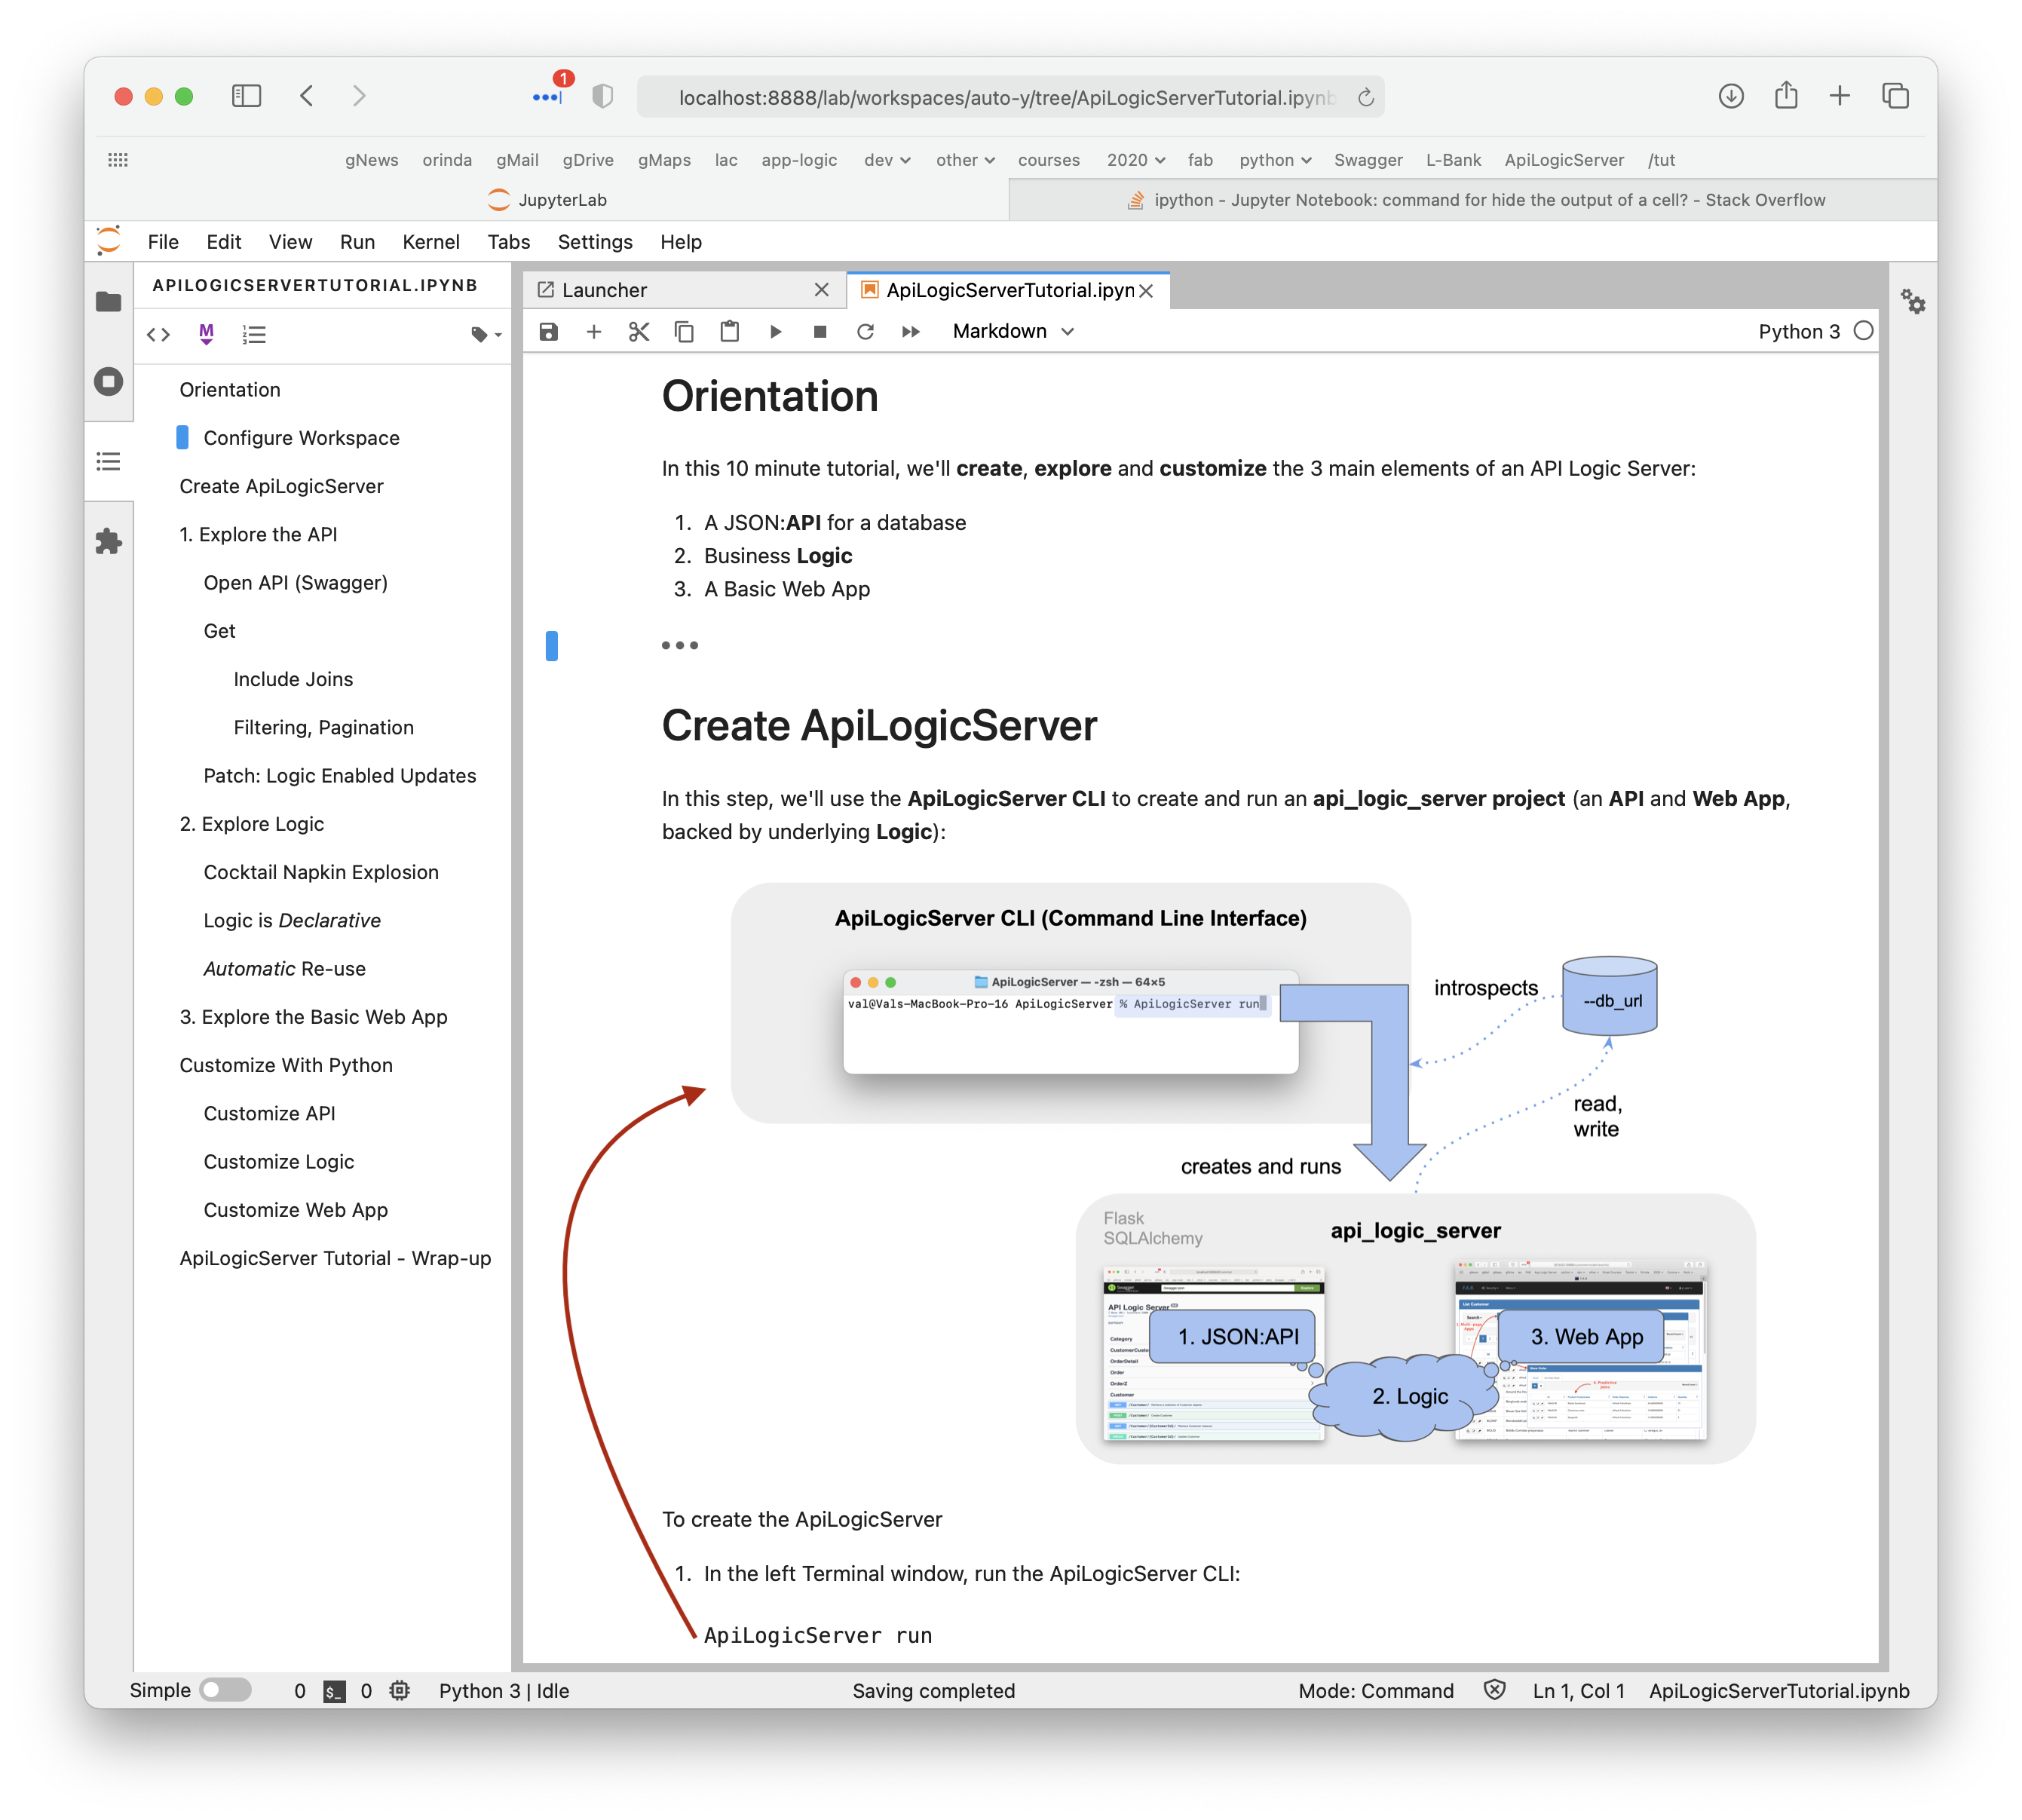 1
localhost:8888/lab/workspaces/auto-y/tree/ApiLogicServerTutorial.ipynb
gNews orinda gMail gDrive gMaps lac app-logic dev other courses 2020 fab python Swagger L-Bank ApiLogicServer /tut
JupyterLab
ipython - Jupyter Notebook: command for hide the output of a cell? - Stack Overflow
File Edit View Run Kernel Tabs Settings Help
APILOGICSERVERTUTORIAL.IPYNB
Orientation
Configure Workspace
Create ApiLogicServer
1. Explore the API
Open API (Swagger)
Get
Include Joins
Filtering, Pagination
Patch: Logic Enabled Updates
2. Explore Logic
Cocktail Napkin Explosion
Logic is Declarative
Automatic Re-use
3. Explore the Basic Web App
Customize With Python
Customize API
Customize Logic
Customize Web App
ApiLogicServer Tutorial - Wrap-up
Launcher
ApiLogicServerTutorial.ipyn
Markdown
Python 3
Orientation
In this 10 minute tutorial, we'll create, explore and customize the 3 main elements of an API Logic Server:
1. A JSON:API for a database
2. Business Logic
3. A Basic Web App
Create ApiLogicServer
In this step, we'll use the ApiLogicServer CLI to create and run an api_logic_server project (an API and Web App,
backed by underlying Logic):
ApiLogicServer CLI (Command Line Interface)
ApiLogicServer — -zsh — 64×5
val@Vals-MacBook-Pro-16 ApiLogicServer % ApiLogicServer run
introspects
--db_url
read,
write
creates and runs
Flask
SQLAlchemy
api_logic_server
API Logic Server
Category
OrderDetail
Order
OrderZ
Customer
1. JSON:API
2. Logic
3. Web App
List Customer
To create the ApiLogicServer
1. In the left Terminal window, run the ApiLogicServer CLI:
ApiLogicServer run
Simple 0 $_ 0 Python 3 | Idle Saving completed Mode: Command Ln 1, Col 1 ApiLogicServerTutorial.ipynb